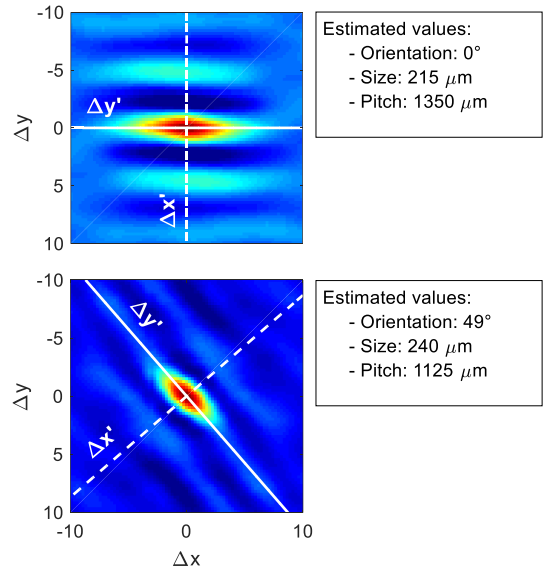 -10
-5
0
5
10
Δy
Δy'
Δx'
Estimated values:
- Orientation: 0°
- Size: 215 μm
- Pitch: 1350 μm
-10
-5
0
5
10
Δy
Δy'
Δx'
-10 0 10
Δx
Estimated values:
- Orientation: 49°
- Size: 240 μm
- Pitch: 1125 μm